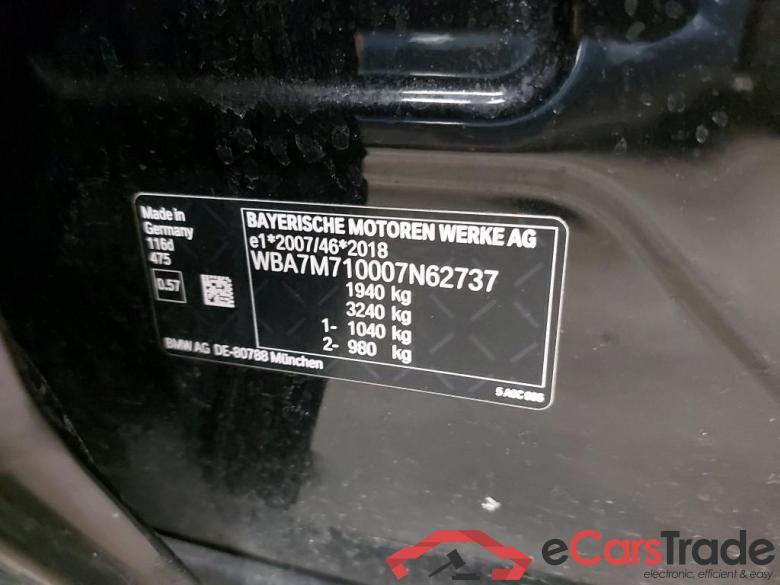 Made in
Germany
116d
475
0.57
BAYERISCHE MOTOREN WERKE AG
e1*2007/46*2018
WBA7M710007N62737
1940 kg
3240 kg
1- 1040 kg
2- 980 kg
BMW AG DE-80788 München
eCarsTrade
electronic, efficient & easy